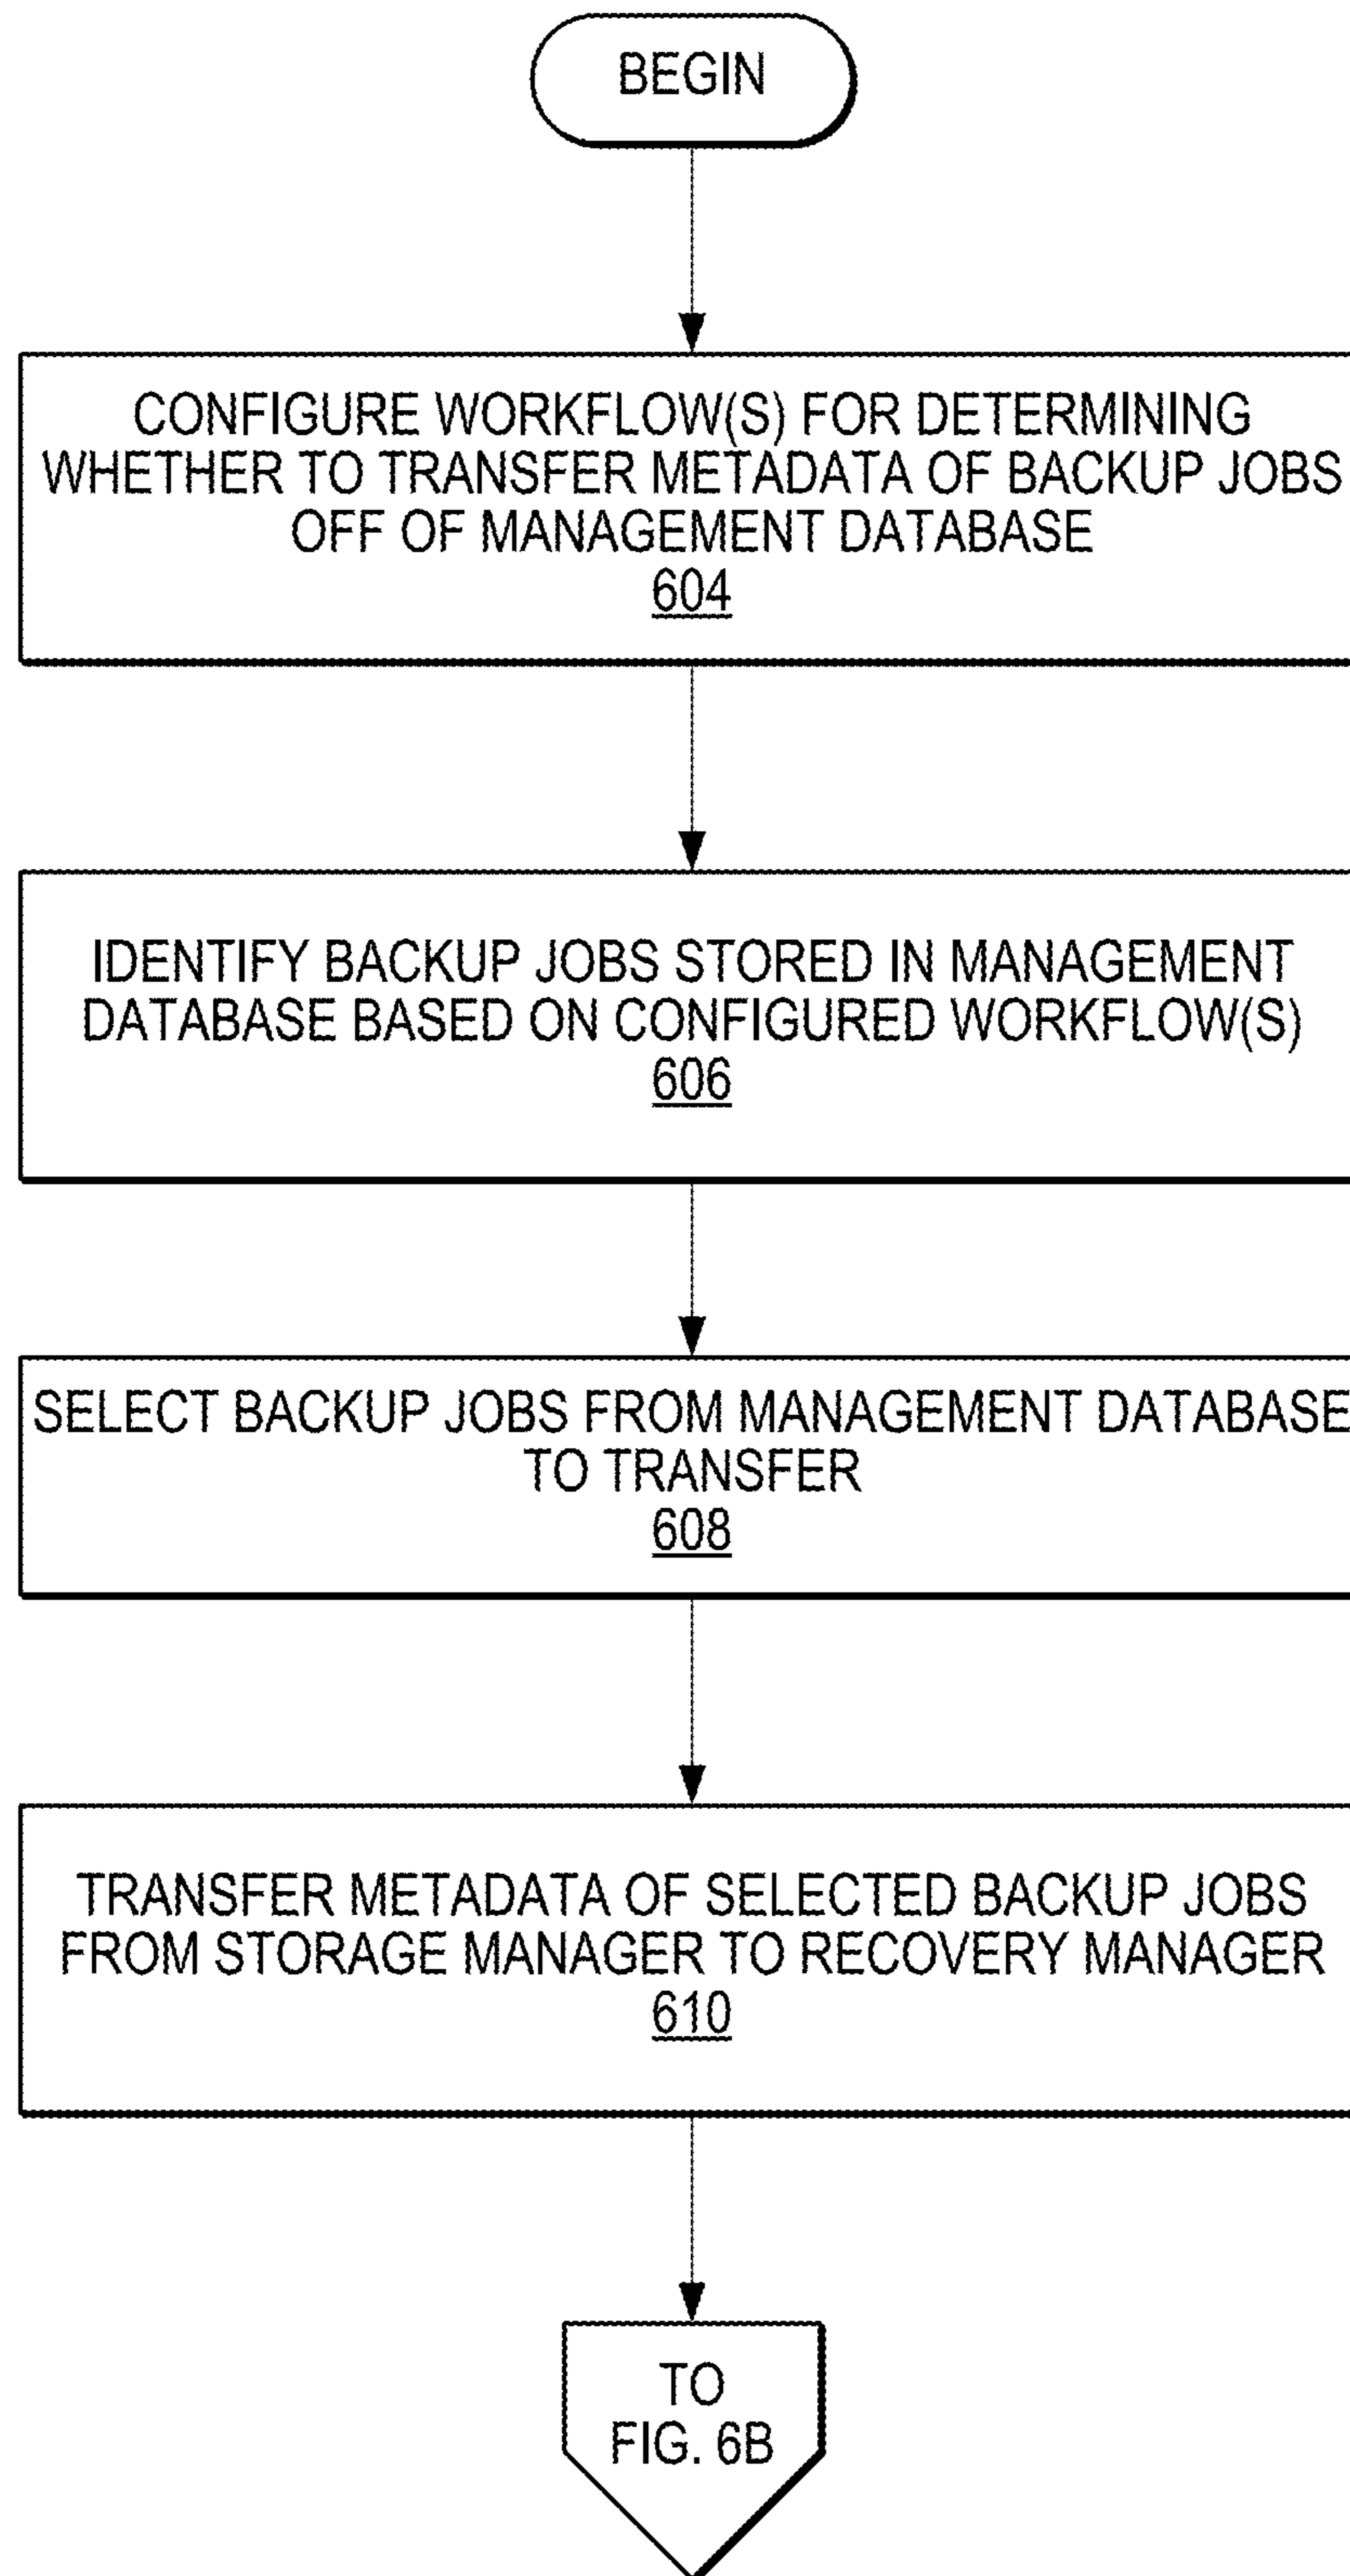 BEGIN
CONFIGURE WORKFLOW(S) FOR DETERMINING
WHETHER TO TRANSFER METADATA OF BACKUP JOBS
OFF OF MANAGEMENT DATABASE
604
IDENTIFY BACKUP JOBS STORED IN MANAGEMENT
DATABASE BASED ON CONFIGURED WORKFLOW(S)
606
SELECT BACKUP JOBS FROM MANAGEMENT DATABASE
TO TRANSFER
608
TRANSFER METADATA OF SELECTED BACKUP JOBS
FROM STORAGE MANAGER TO RECOVERY MANAGER
610
TO
FIG. 6B